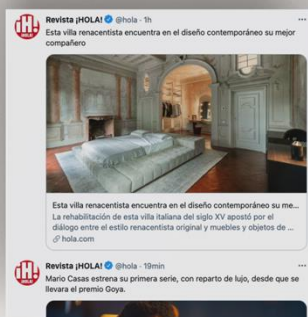 ¡H!
HOLA!
Revista ¡HOLA! @hola · 1h
Esta villa renacentista encuentra en el diseño contemporáneo su mejor
compañero
Esta villa renacentista encuentra en el diseño contemporáneo su me...
La rehabilitación de esta villa italiana del siglo XV apostó por el
diálogo entre el estilo renacentista original y muebles y objetos de ...
hola.com
¡H!
HOLA!
Revista ¡HOLA! @hola · 19min
Mario Casas estrena su primera serie, con reparto de lujo, desde que se
llevara el premio Goya.